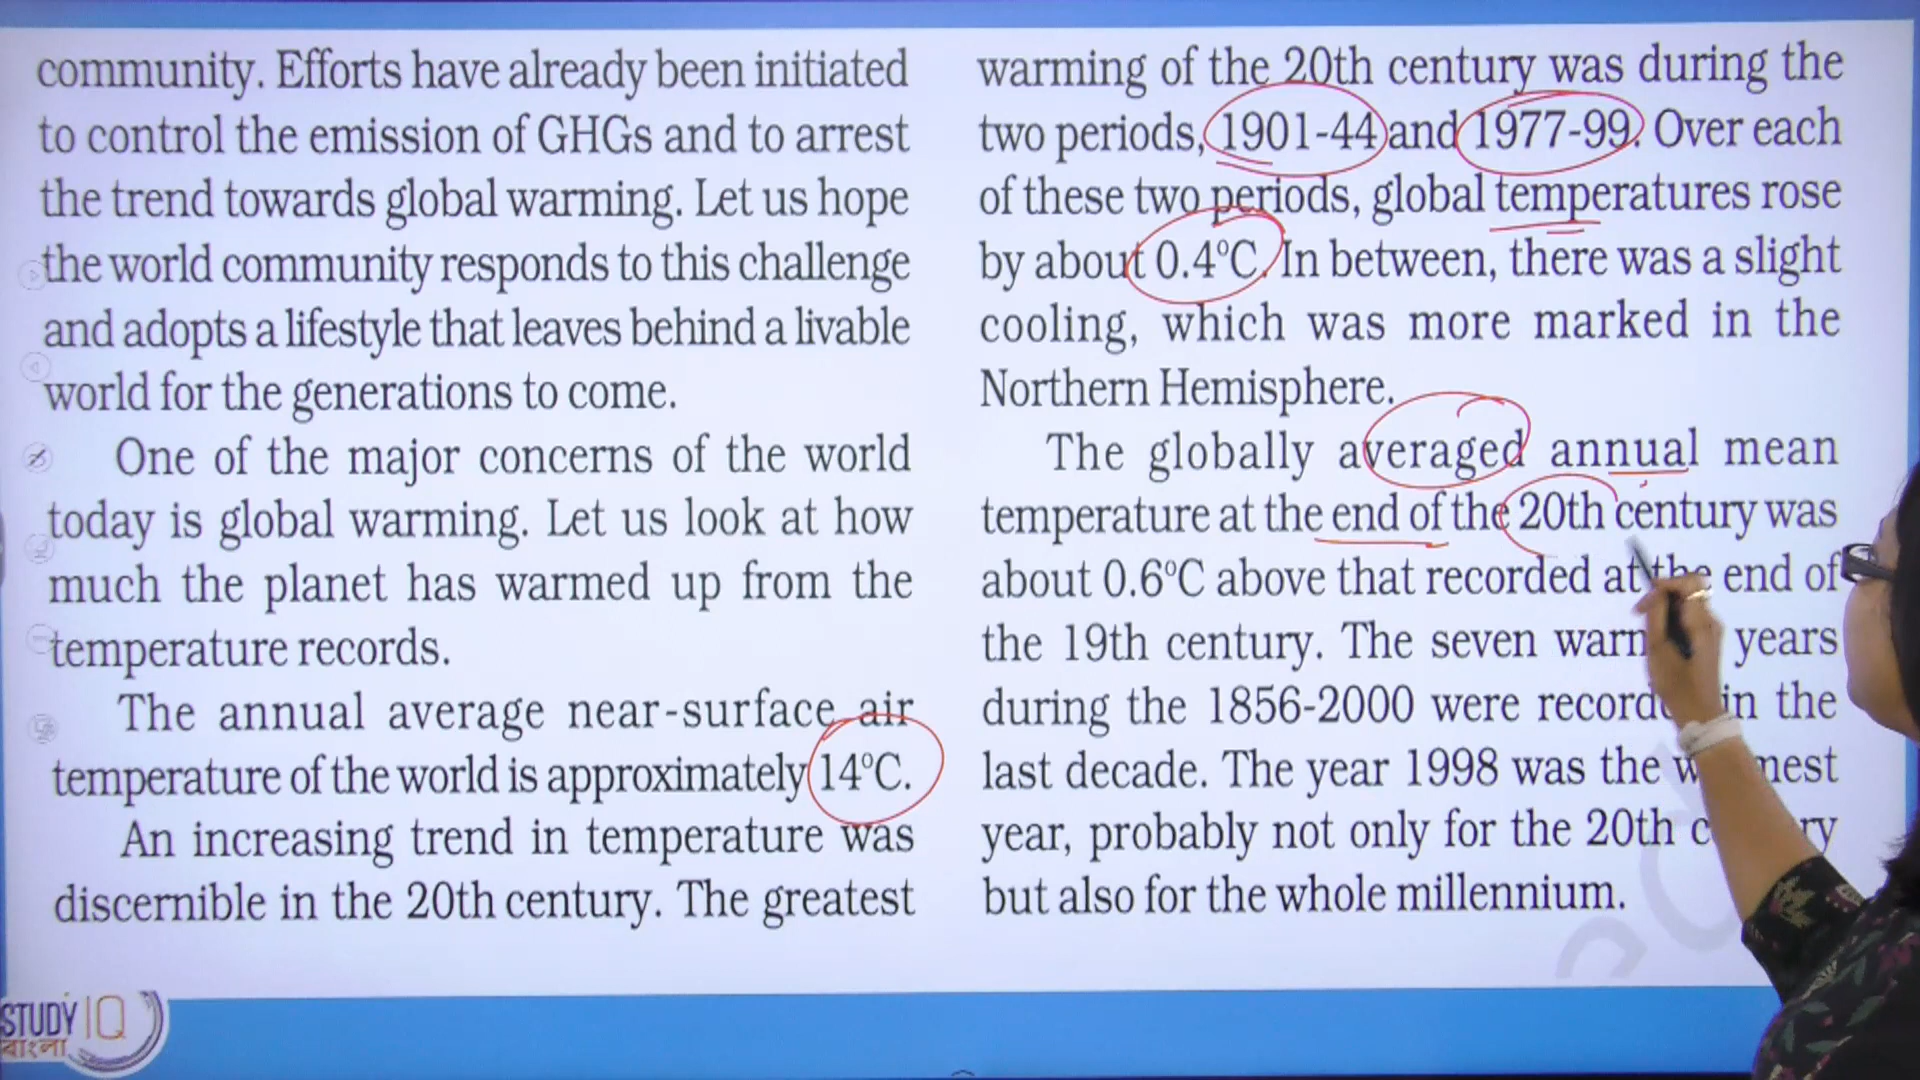 community. Efforts have already been initiated
to control the emission of GHGs and to arrest
the trend towards global warming. Let us hope
the world community responds to this challenge
and adopts a lifestyle that leaves behind a livable
world for the generations to come.
One of the major concerns of the world
today is global warming. Let us look at how
much the planet has warmed up from the
temperature records.
The annual average near-surface air
temperature of the world is approximately 14°C.
An increasing trend in temperature was
discernible in the 20th century. The greatest
warming of the 20th century was during the
two periods, 1901-44 and 1977-99. Over each
of these two periods, global temperatures rose
by about 0.4°C. In between, there was a slight
cooling, which was more marked in the
Northern Hemisphere.
The globally averaged annual mean
temperature at the end of the 20th century was
about 0.6°C above that recorded at the end of
the 19th century. The seven years
during the 1856-2000 were in the
last decade. The year 1998 was the
year, probably not only for the 20th
but also for the whole millennium.
STUDY IQ
বাংলা